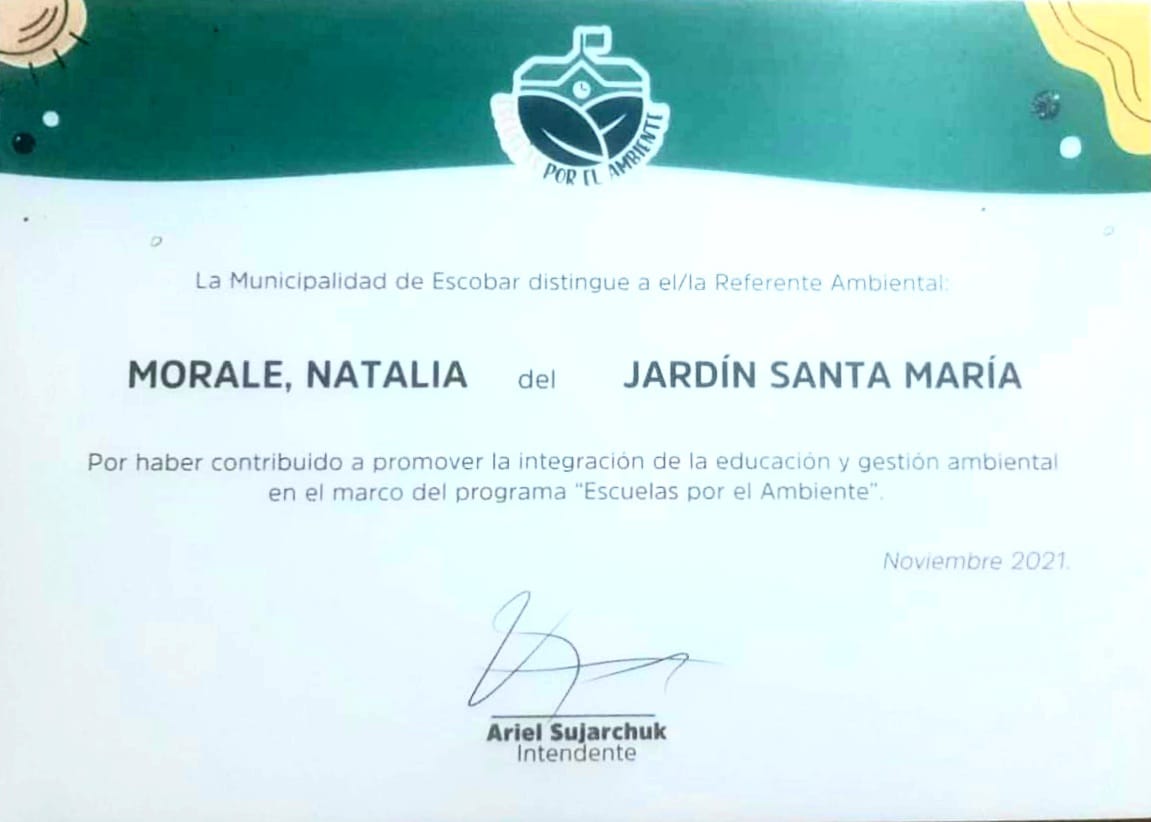 POR EL AMBIENTE
La Municipalidad de Escobar distingue a el/la Referente Ambiental:
MORALE, NATALIA del JARDÍN SANTA MARÍA
Por haber contribuido a promover la integración de la educación y gestión ambiental
en el marco del programa "Escuelas por el Ambiente".
Noviembre 2021.
Ariel Sujarchuk
Intendente